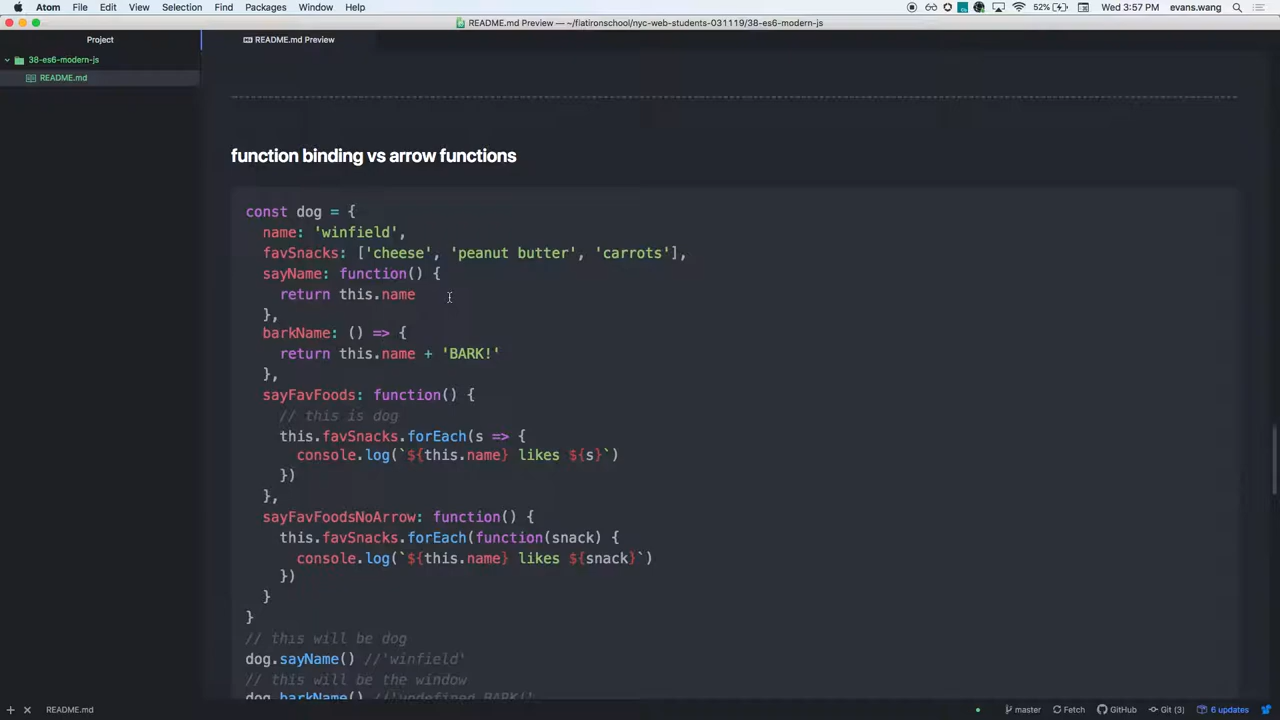 Atom File Edit View Selection Find Packages Window Help 52% Wed 3:57 PM evans.wang
README.md Preview — ~/flatironschool/nyc-web-students-031119/38-es6-modern-js
Project
README.md Preview
38-es6-modern-js
README.md
function binding vs arrow functions
const dog = {
name: 'winfield',
favSnacks: ['cheese', 'peanut butter', 'carrots'],
sayName: function() {
return this.name
},
barkName: () => {
return this.name + 'BARK!'
},
sayFavFoods: function() {
// this is dog
this.favSnacks.forEach(s => {
console.log(`${this.name} likes ${s}`)
})
},
sayFavFoodsNoArrow: function() {
this.favSnacks.forEach(function(snack) {
console.log(`${this.name} likes ${snack}`)
})
}
}
// this will be dog
dog.sayName() //'winfield'
// this will be the window
dog.barkName() //'undefined BARK!'
README.md master Fetch GitHub Git (3) 6 updates